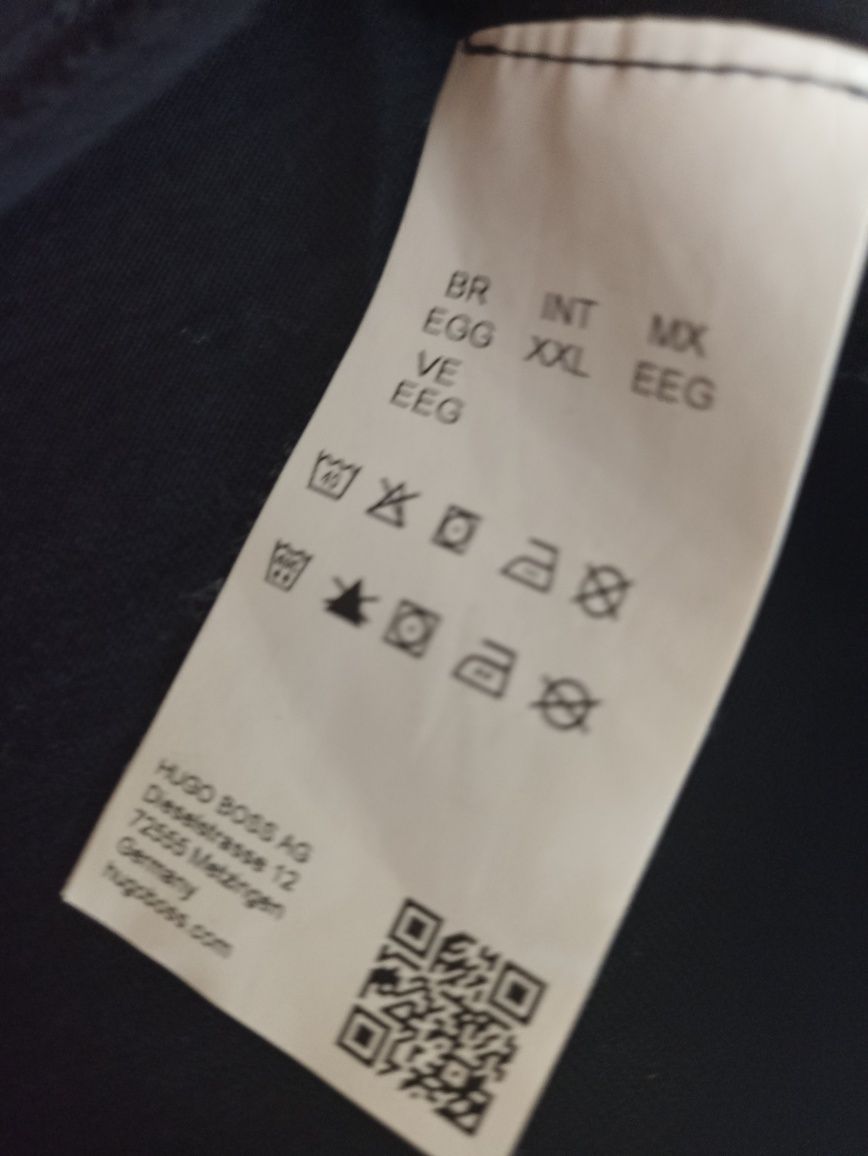 BR INT MX
EGG XXL EEG
VE
EEG
HUGO BOSS AG
Dieselstrasse 12
72555 Metzingen
Germany
hugoboss.com